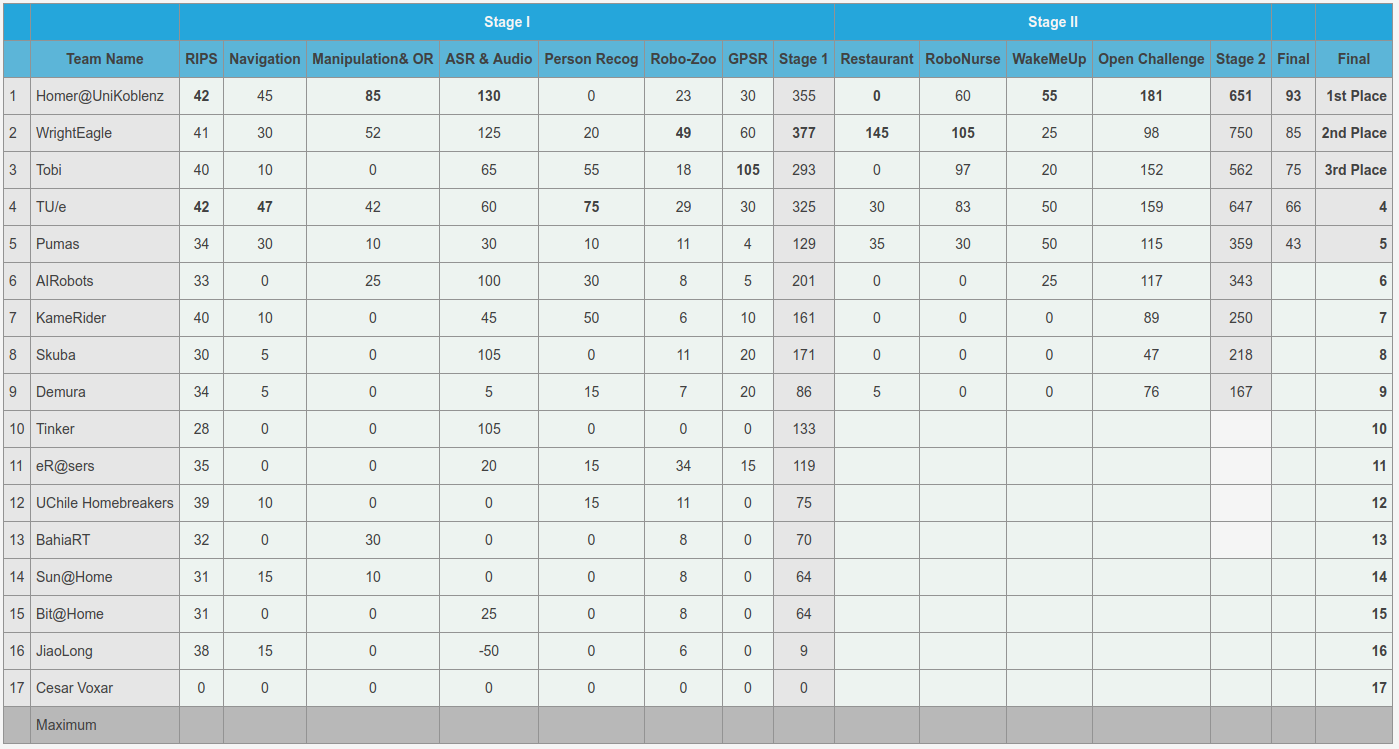 Stage I Stage II
Team Name RIPS Navigation Manipulation& OR ASR & Audio Person Recog Robo-Zoo GPSR Stage 1 Restaurant RoboNurse WakeMeUp Open Challenge Stage 2 Final Final
1 Homer@UniKoblenz 42 45 85 130 0 23 30 355 0 60 55 181 651 93 1st Place
2 WrightEagle 41 30 52 125 20 49 60 377 145 105 25 98 750 85 2nd Place
3 Tobi 40 10 0 65 55 18 105 293 0 97 20 152 562 75 3rd Place
4 TU/e 42 47 42 60 75 29 30 325 30 83 50 159 647 66 4
5 Pumas 34 30 10 30 10 11 4 129 35 30 50 115 359 43 5
6 AIRobots 33 0 25 100 30 8 5 201 0 0 25 117 343 6
7 KameRider 40 10 0 45 50 6 10 161 0 0 0 89 250 7
8 Skuba 30 5 0 105 0 11 20 171 0 0 0 47 218 8
9 Demura 34 5 0 5 15 7 20 86 5 0 0 76 167 9
10 Tinker 28 0 0 105 0 0 0 133 10
11 eR@sers 35 0 0 20 15 34 15 119 11
12 UChile Homebreakers 39 10 0 0 15 11 0 75 12
13 BahiaRT 32 0 30 0 0 8 0 70 13
14 Sun@Home 31 15 10 0 0 8 0 64 14
15 Bit@Home 31 0 0 25 0 8 0 64 15
16 JiaoLong 38 15 0 -50 0 6 0 9 16
17 Cesar Voxar 0 0 0 0 0 0 0 0 17
Maximum